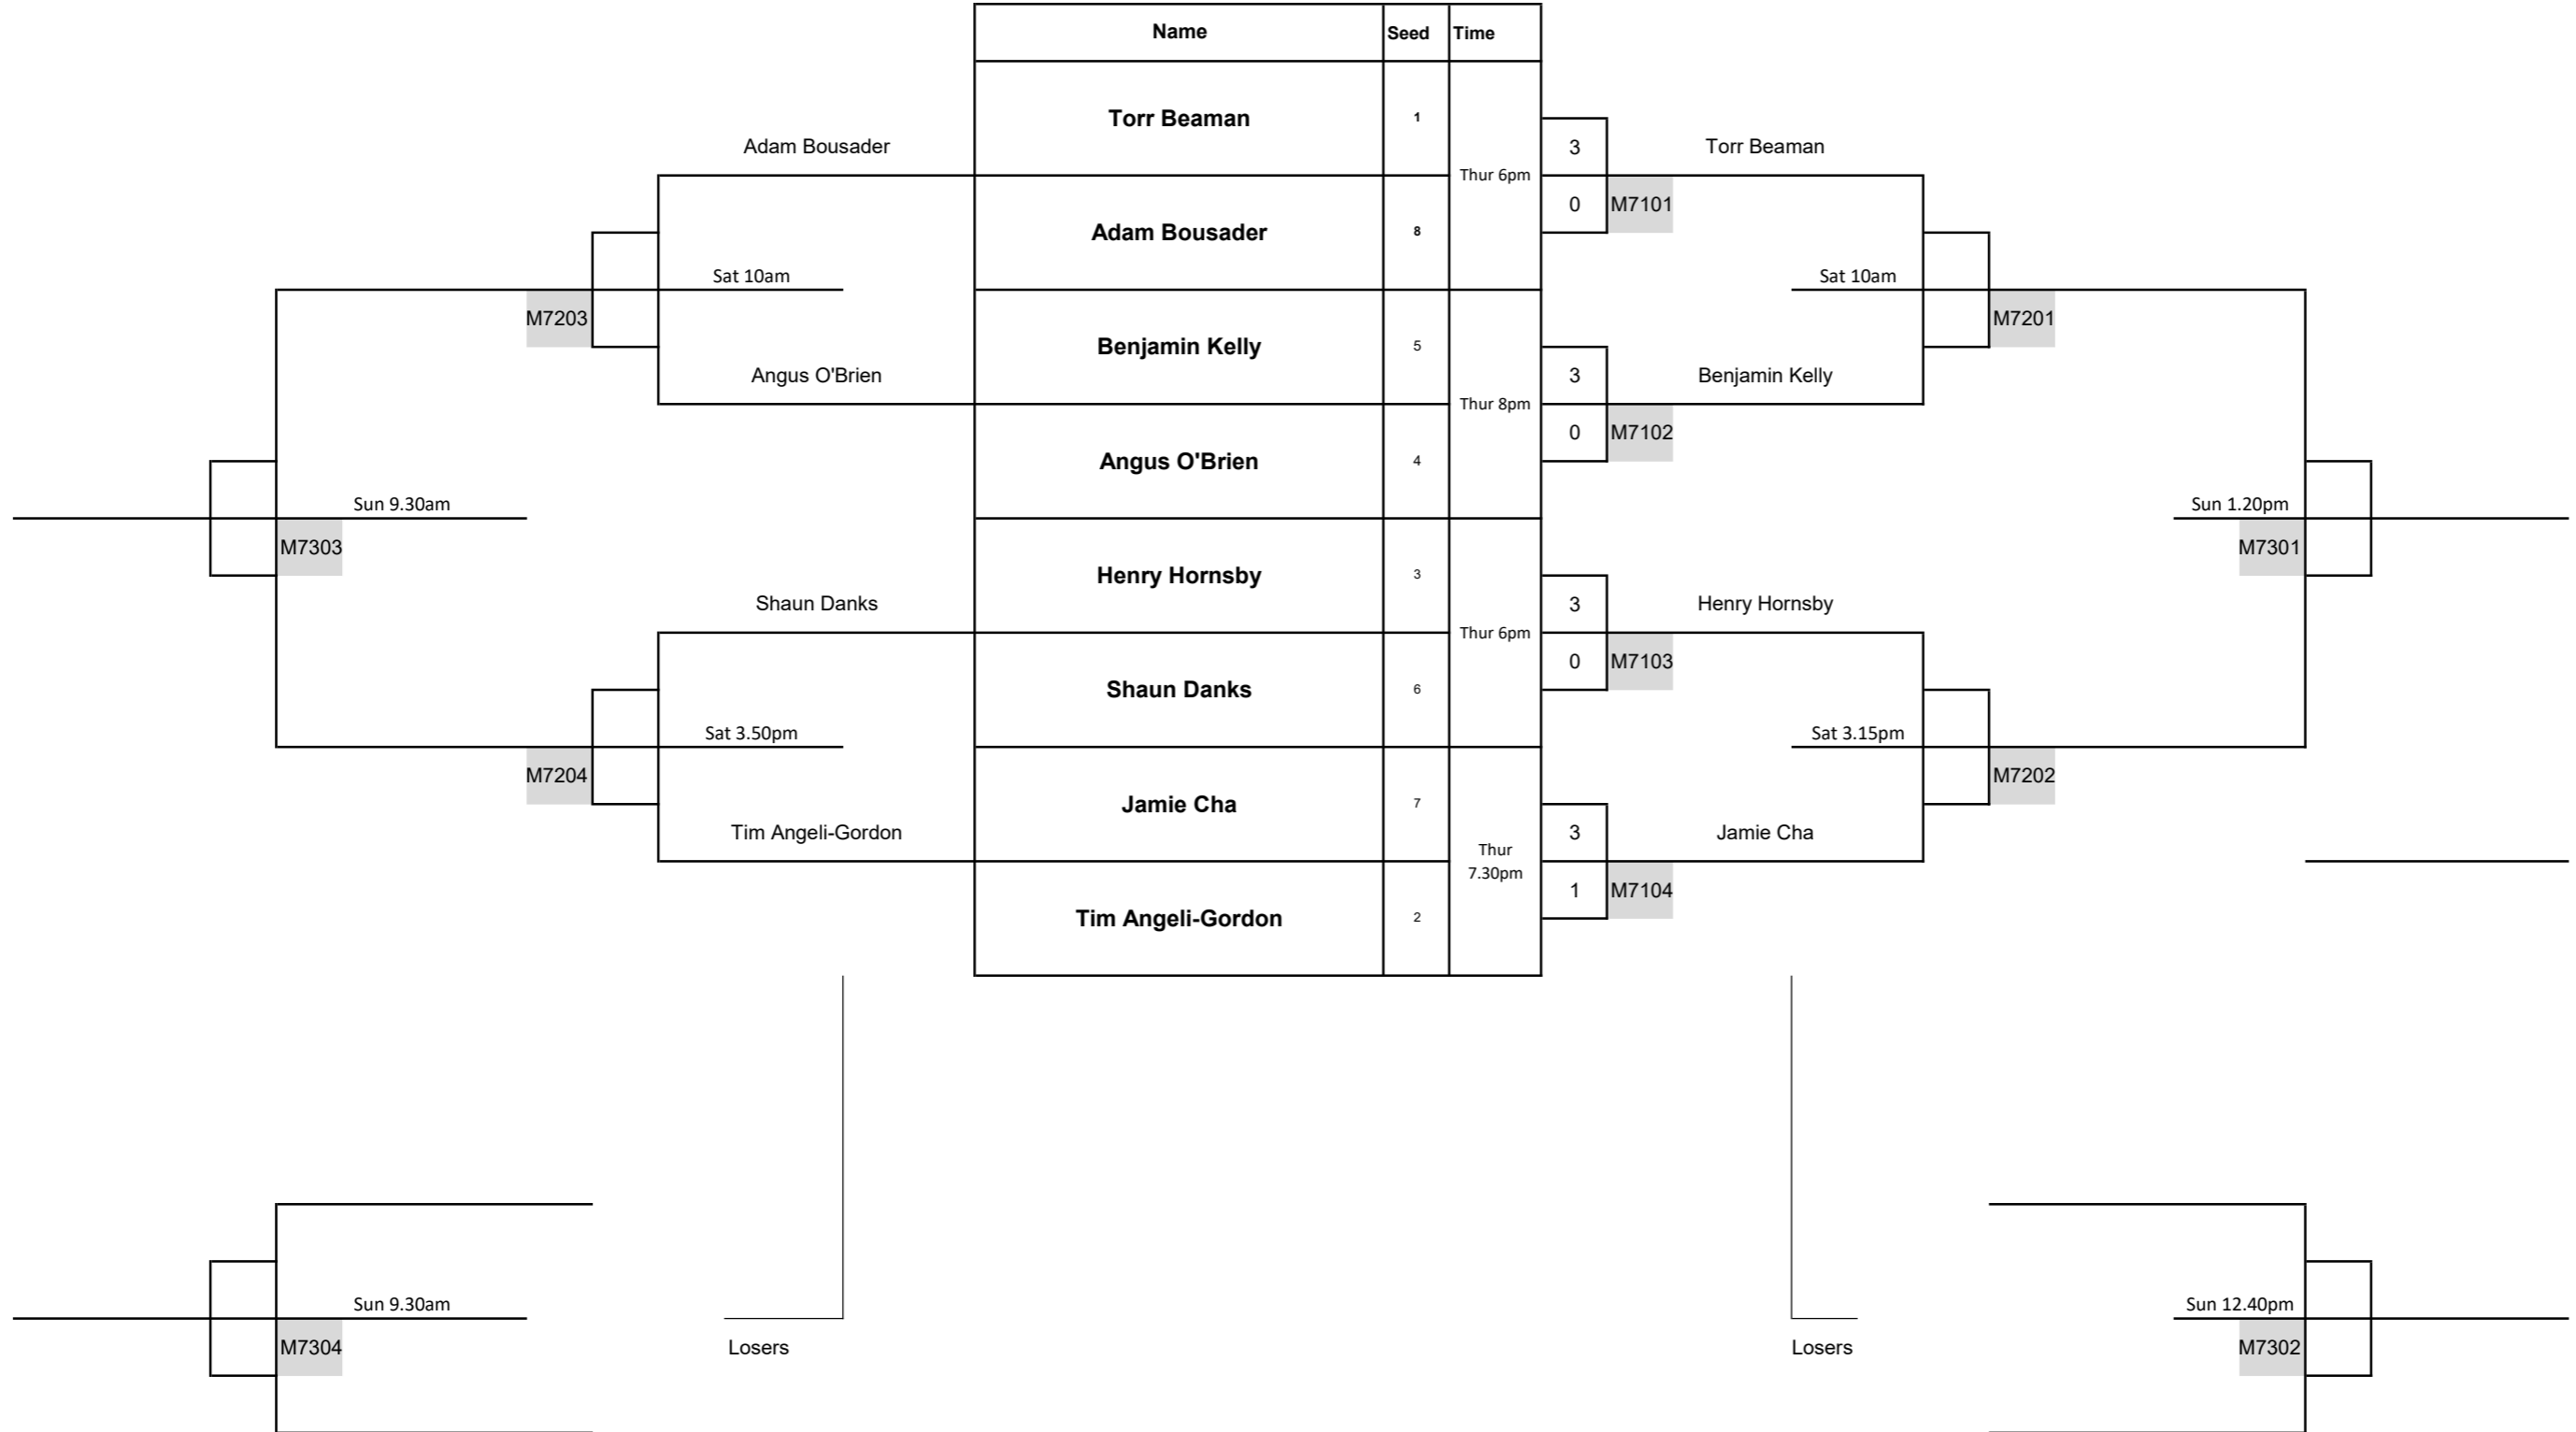 Name Seed Time
Torr Beaman 1
Adam Bousader 3 Torr Beaman
Thur 6pm
0 M7101
Adam Bousader 8
Sat 10am Sat 10am
M7203 M7201
Benjamin Kelly 5
Angus O'Brien 3 Benjamin Kelly
Thur 8pm
0 M7102
Angus O'Brien 4
Sun 9.30am Sun 1.20pm
M7303 M7301
Henry Hornsby 3
Shaun Danks 3 Henry Hornsby
Thur 6pm
0 M7103
Shaun Danks 6
Sat 3.50pm Sat 3.15pm
M7204 M7202
Jamie Cha 7
Tim Angeli-Gordon 3 Jamie Cha
Thur
7.30pm
1 M7104
Tim Angeli-Gordon 2
Sun 9.30am Sun 12.40pm
M7304 Losers Losers M7302